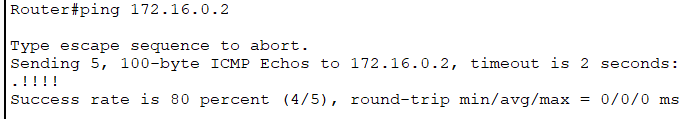 Router#ping 172.16.0.2
Type escape sequence to abort.
Sending 5, 100-byte ICMP Echos to 172.16.0.2, timeout is 2 seconds:
.!!!!
Success rate is 80 percent (4/5), round-trip min/avg/max = 0/0/0 ms